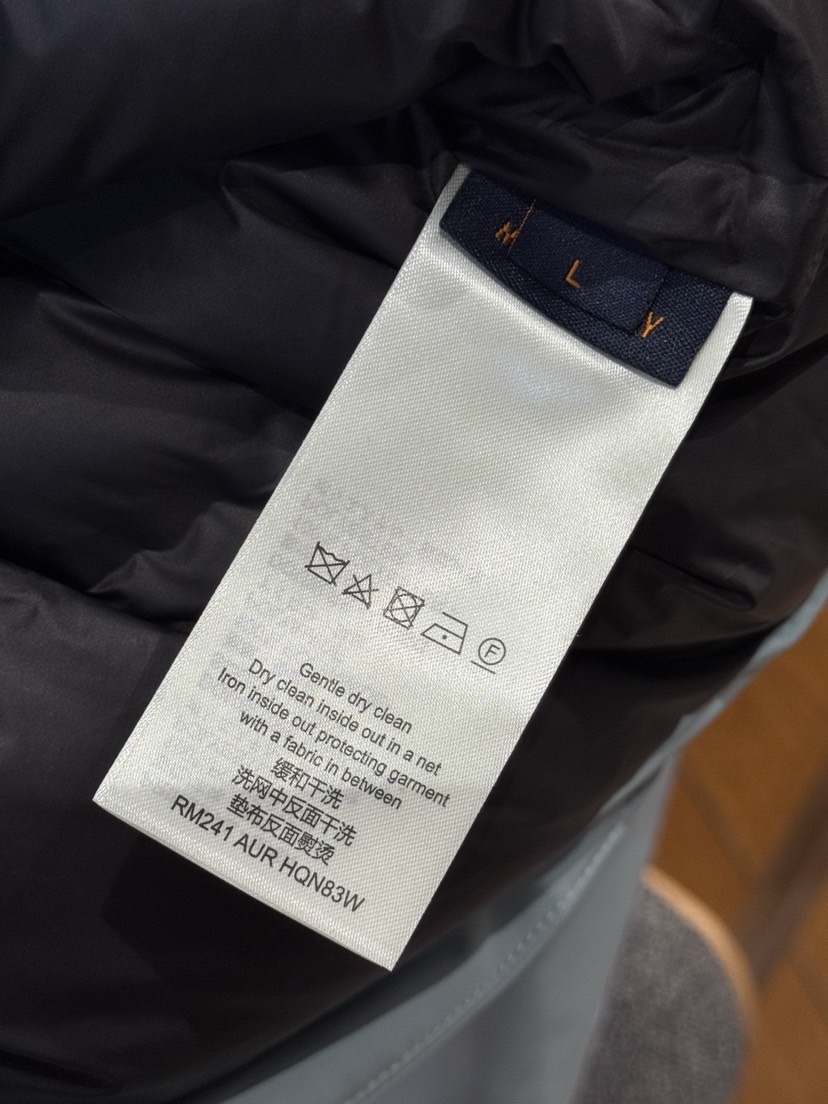 L
F
Gentle dry clean
Dry clean inside out in a net
Iron inside out protecting garment
with a fabric in between
缓和干洗
洗网中反面干洗
垫布反面熨烫
RM241 AUR HQN83W